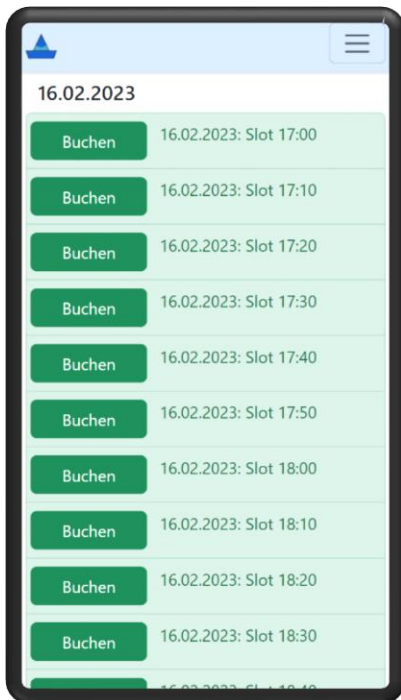 16.02.2023
Buchen 16.02.2023: Slot 17:00
Buchen 16.02.2023: Slot 17:10
Buchen 16.02.2023: Slot 17:20
Buchen 16.02.2023: Slot 17:30
Buchen 16.02.2023: Slot 17:40
Buchen 16.02.2023: Slot 17:50
Buchen 16.02.2023: Slot 18:00
Buchen 16.02.2023: Slot 18:10
Buchen 16.02.2023: Slot 18:20
Buchen 16.02.2023: Slot 18:30